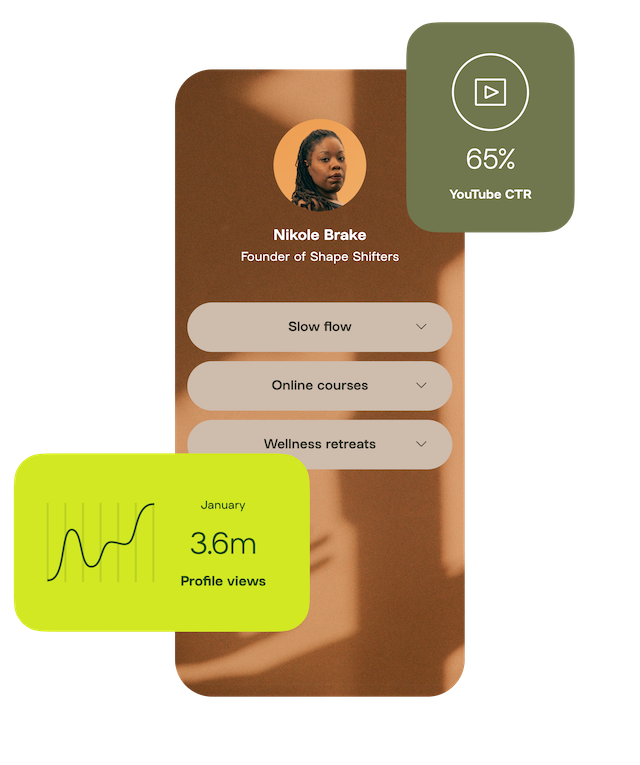 65%
YouTube CTR
Nikole Brake
Founder of Shape Shifters
Slow flow
Online courses
Wellness retreats
January
3.6m
Profile views